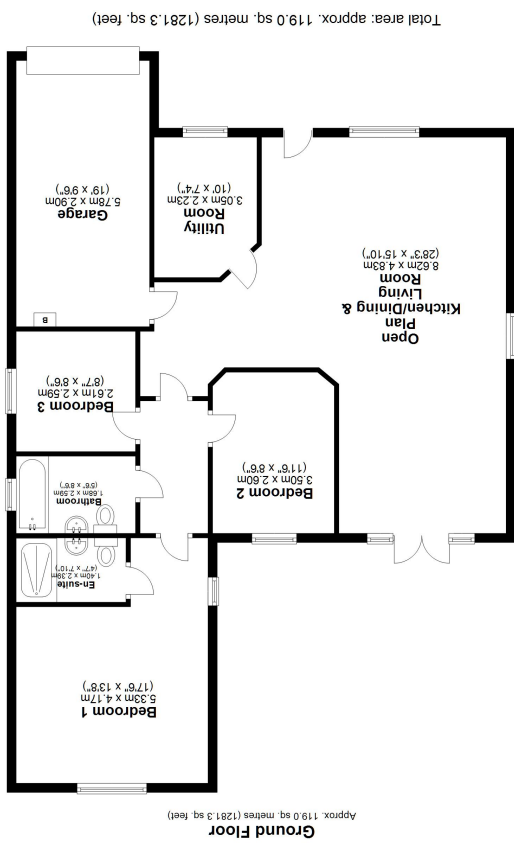 Ground Floor
Approx. 119.0 sq. metres (1281.3 sq. feet)
Bedroom 1
5.33m x 4.17m
(17'6" x 13'8")
En-suite
1.40m x 2.39m
(4'7" x 7'10")
Bathroom
1.68m x 2.59m
(5'6" x 8'6")
Bedroom 2
3.50m x 2.60m
(11'6" x 8'6")
Bedroom 3
2.61m x 2.59m
(8'7" x 8'6")
Open
Plan
Kitchen/Dining &
Living
Room
8.62m x 4.83m
(28'3" x 15'10")
B
Utility
Room
3.05m x 2.23m
(10' x 7'4")
Garage
5.78m x 2.90m
(19' x 9'6")
Total area: approx. 119.0 sq. metres (1281.3 sq. feet)